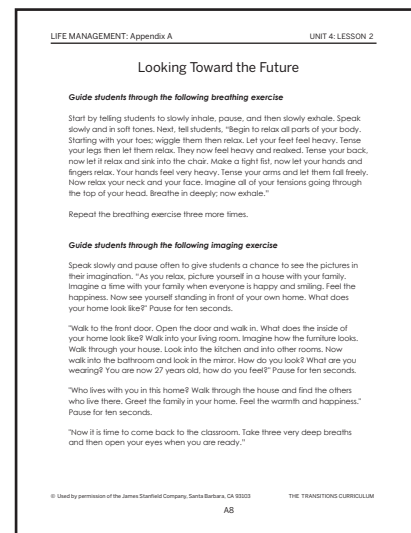 LIFE MANAGEMENT: Appendix A UNIT 4: LESSON 2
Looking Toward the Future
Guide students through the following breathing exercise
Start by telling students to slowly inhale, pause, and then slowly exhale. Speak
slowly and in soft tones. Next, tell students, "Begin to relax all parts of your body.
Starting with your toes; wiggle them then relax. Let your feet feel heavy. Tense
your legs then let them relax. They now feel heavy and realxed. Tense your back,
now let it relax and sink into the chair. Make a tight fist, now let your hands and
fingers relax. Your hands feel very heavy. Tense your arms and let them fall freely.
Now relax your neck and your face. Imagine all of your tensions going through
the top of your head. Breathe in deeply; now exhale."
Repeat the breathing exercise three more times.
Guide students through the following imaging exercise
Speak slowly and pause often to give students a chance to see the pictures in
their imagination. "As you relax, picture yourself in a house with your family.
Imagine a time with your family when everyone is happy and smiling. Feel the
happiness. Now see yourself standing in front of your own home. What does
your home look like?" Pause for ten seconds.
"Walk to the front door. Open the door and walk in. What does the inside of
your home look like? Walk into your living room. Imagine how the furniture looks.
Walk through your house. Look into the kitchen and into other rooms. Now
walk into the bathroom and look in the mirror. How do you look? What are you
wearing? You are now 27 years old, how do you feel?" Pause for ten seconds.
"Who lives with you in this home? Walk through the house and find the others
who live there. Greet the family in your home. Feel the warmth and happiness."
Pause for ten seconds.
"Now it is time to come back to the classroom. Take three very deep breaths
and then open your eyes when you are ready."
© Used by permission of the James Stanfield Company, Santa Barbara, CA 93103 THE TRANSITIONS CURRICULUM
A8